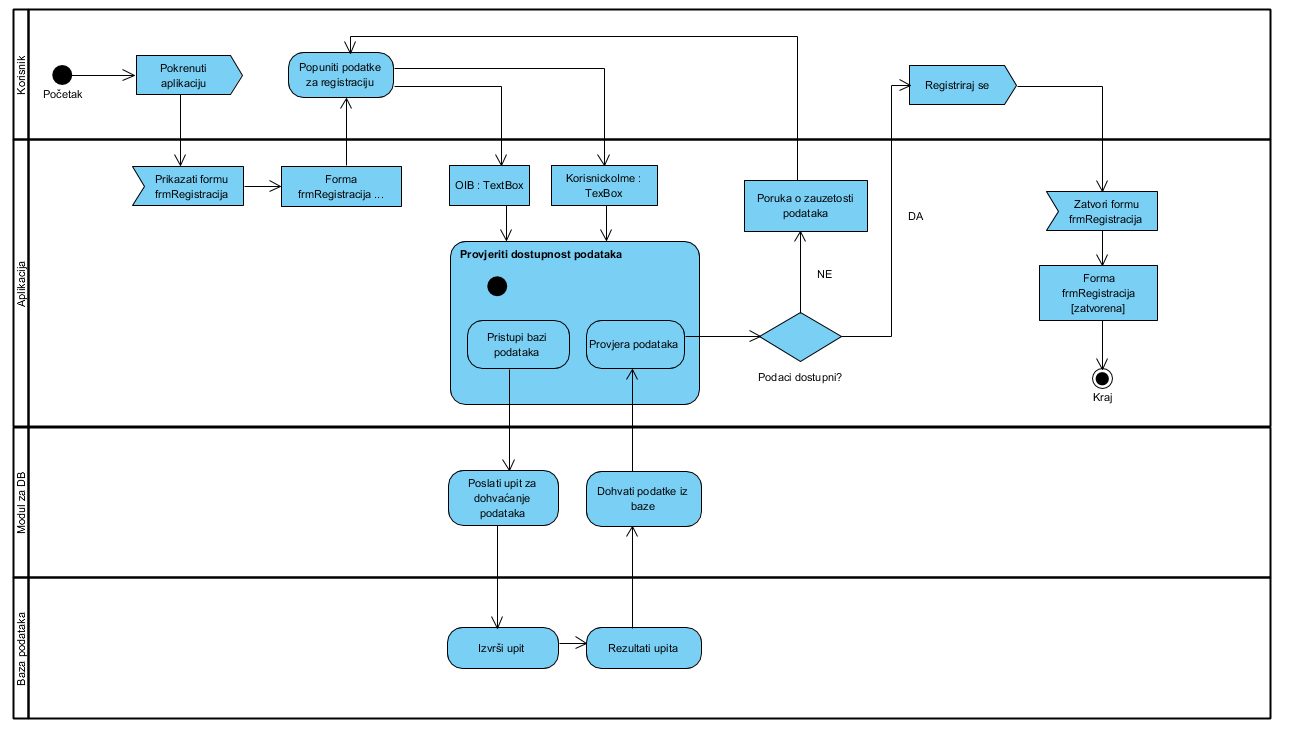 Korisnik
Početak
Pokrenuti
aplikaciju
Popuniti podatke
za registraciju
Registriraj se
Aplikacija
Prikazati formu
frmRegistracija
Forma
frmRegistracija ...
OIB : TextBox
KorisnickoIme :
TexBox
Poruka o zauzetosti
podataka
DA
Zatvori formu
frmRegistracija
Provjeriti dostupnost podataka
NE
Forma
frmRegistracija
[zatvorena]
Pristupi bazi
podataka
Provjera podataka
Podaci dostupni?
Kraj
Modul za DB
Poslati upit za
dohvaćanje
podataka
Dohvati podatke iz
baze
Baza podataka
Izvrši upit
Rezultati upita